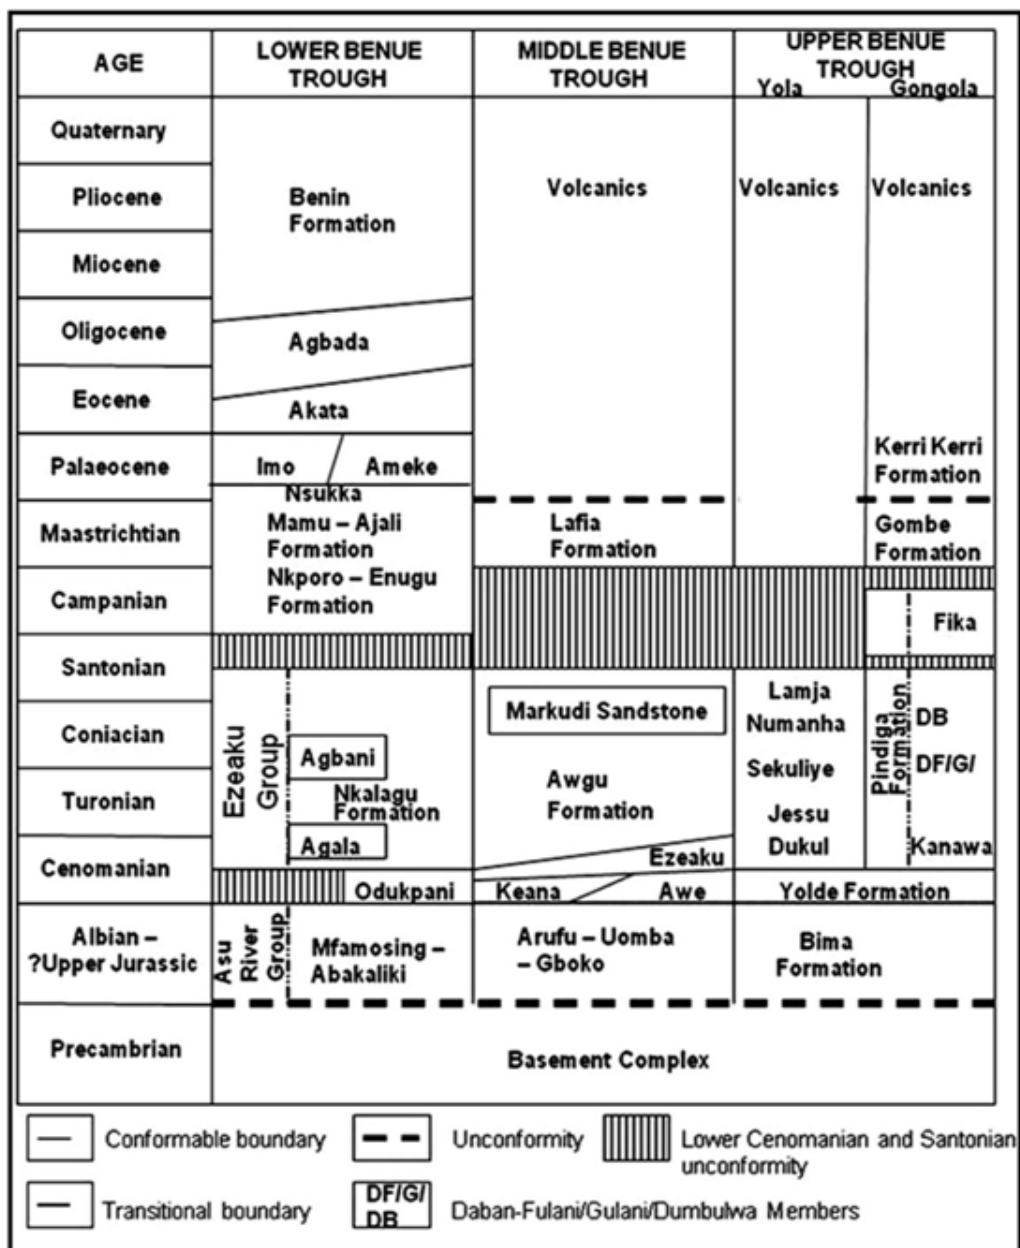 AGE
LOWER BENUE
TROUGH
MIDDLE BENUE
TROUGH
UPPER BENUE
TROUGH
Yola
Gongola
Quaternary
Pliocene
Benin
Formation
Volcanics
Volcanics
Volcanics
Miocene
Oligocene
Agbada
Eocene
Akata
Palaeocene
Imo
Ameke
Kerri Kerri
Formation
Nsukka
Maastrichtian
Mamu – Ajali
Formation
Lafia
Formation
Gombe
Formation
Campanian
Nkporo – Enugu
Formation
Fika
Santonian
Ezeaku
Group
Markudi Sandstone
Lamja
Numanha
Pindiga
Formation
DB
Coniacian
Agbani
Sekuliye
DF/G/
Turonian
Nkalagu
Formation
Awgu
Formation
Jessu
Dukul
Kanawa
Cenomanian
Agala
Ezeaku
Odukpani
Keana
Awe
Yolde Formation
Albian –
?Upper Jurassic
Asu
River
Group
Mfamosing –
Abakaliki
Arufu – Uomba
– Gboko
Bima
Formation
Precambrian
Basement Complex
Conformable boundary
Unconformity
Lower Cenomanian and Santonian
unconformity
Transitional boundary
DF/G/
DB
Daban-Fulani/Gulani/Dumbulwa Members